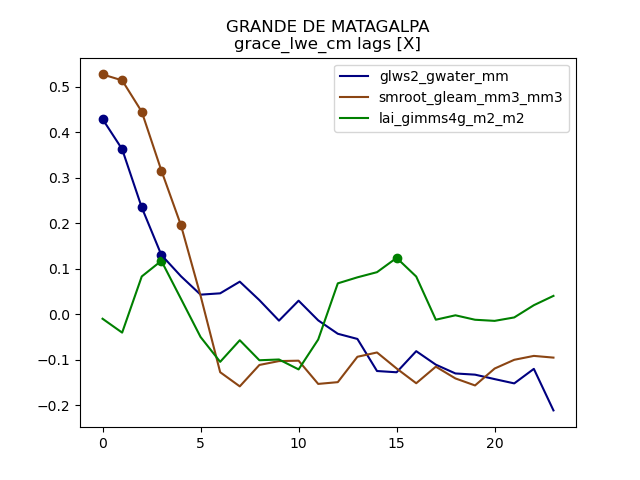 GRANDE DE MATAGALPA
grace_lwe_cm lags [X]
glws2_gwater_mm
smroot_gleam_mm3_mm3
lai_gimms4g_m2_m2
0.5
0.4
0.3
0.2
0.1
0.0
−0.1
−0.2
0 5 10 15 20